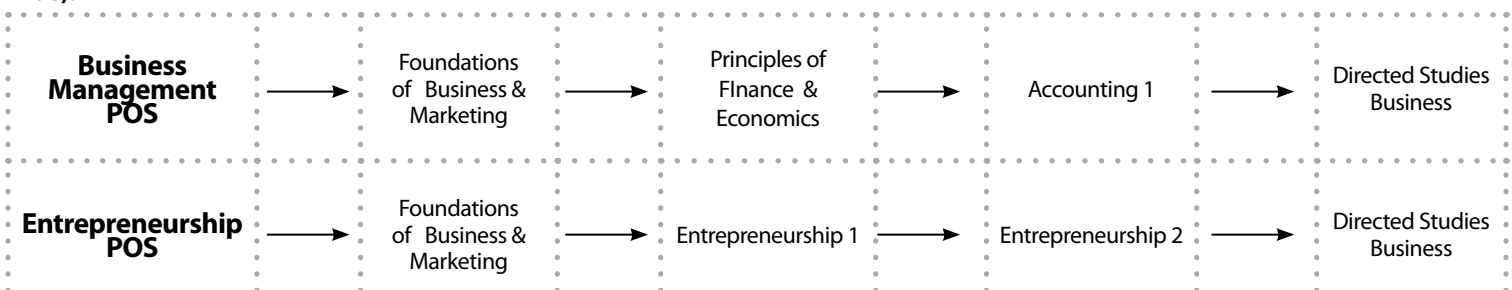 Business
Management
POS
Foundations
of Business &
Marketing
Principles of
FInance &
Economics
Accounting 1
Directed Studies
Business
Entrepreneurship
POS
Foundations
of Business &
Marketing
Entrepreneurship 1
Entrepreneurship 2
Directed Studies
Business